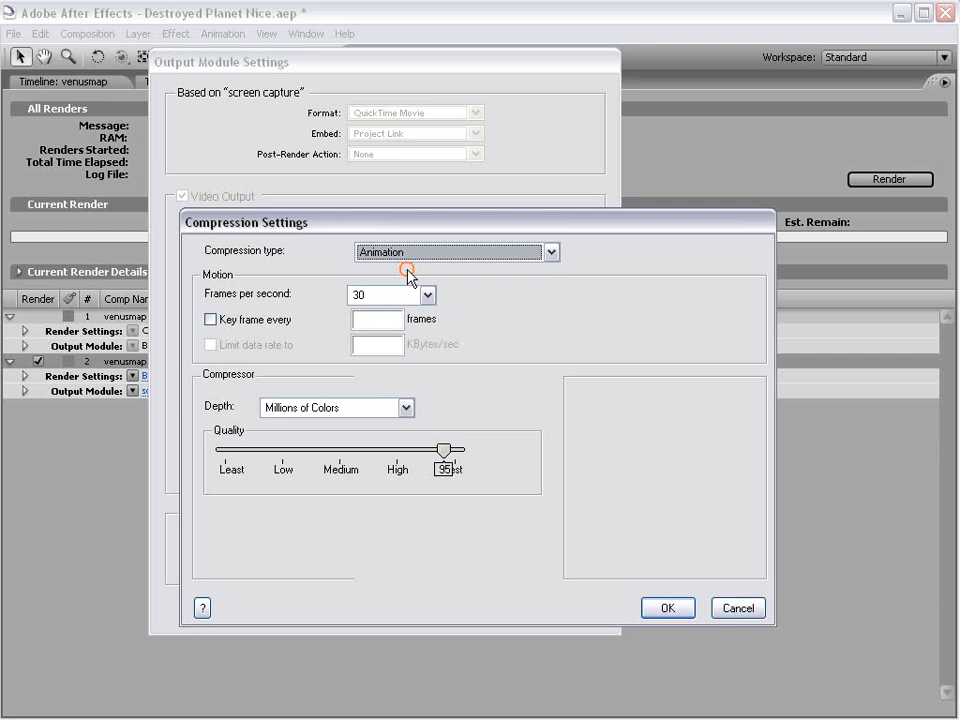 Adobe After Effects - Destroyed Planet Nice.aep *
File Edit Composition Layer Effect Animation View Window Help
Workspace: Standard
Output Module Settings
Timeline: venusmap
Based on "screen capture"
All Renders
Format: QuickTime Movie
Message:
Embed: Project Link
RAM:
Renders Started:
Post-Render Action: None
Total Time Elapsed:
Log File:
Render
Video Output
Current Render
Compression Settings
Est. Remain:
Compression type: Animation
Current Render Details
Motion
Frames per second: 30
Render # Comp Nam
1 venusmap
Key frame every frames
Render Settings: C
Output Module: B
Limit data rate to KBytes/sec
2 venusmap
Render Settings: B
Compressor
Output Module: sc
Depth: Millions of Colors
Quality
Least Low Medium High 95 est
? OK Cancel